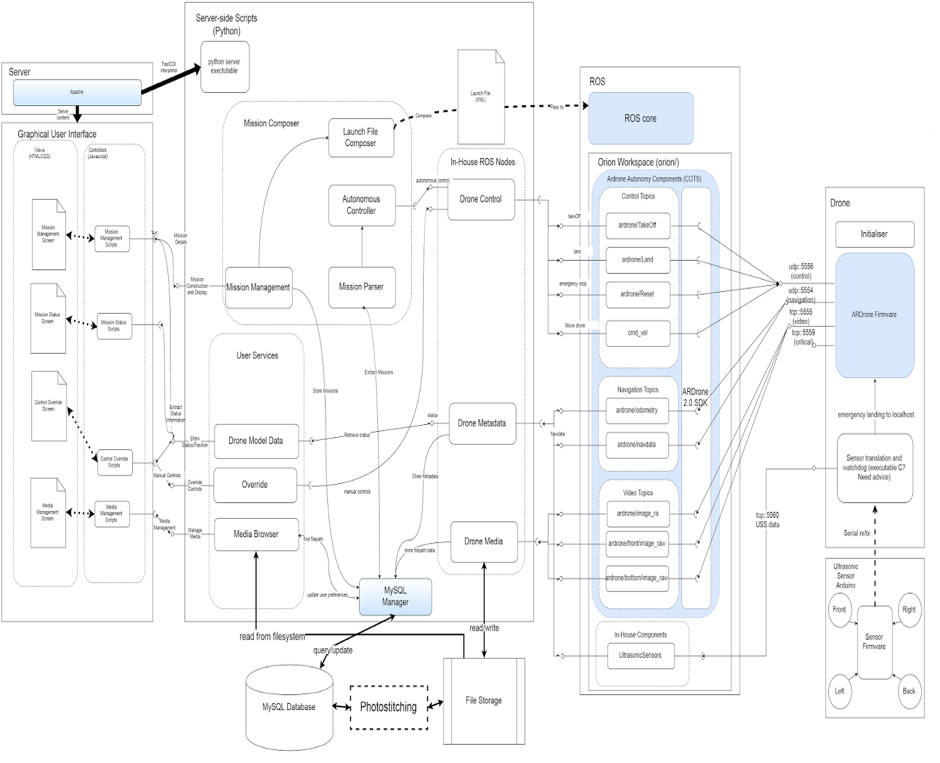 Server-side Scripts
(Python)
python server
exectutable
FastCGI
Interpreter
Server
Apache
Serve
content
Graphical User Interface
Views
(HTML/CSS)
Controllers
(Javascript)
Mission
Management
Screen
Mission
Management
Scripts
Mission Status
Screen
Mission Status
Scripts
Control Override
Screen
Control Override
Scripts
Media
Management
Screen
Media
Management
Scripts
Mission
Details
Mission
Construction
and Display
Extract
Status
Information
Show
Status/Position
Manual Controls
Override
Controls
Media
Management
Manage
Media
Mission Composer
Launch File
Composer
Autonomous
Controller
Mission Management
Mission Parser
Compose
Launch File
(XML)
Pass to
User Services
Drone Model Data
Override
Media Browser
Store Missions
Extract Missions
Retrieve status
status
manual controls
Store Metadata
find filepath
store filepath data
update user preferences
In-House ROS Nodes
autonomous control
Drone Control
Drone Metadata
Drone Media
MySQL
Manager
read from filesystem
query/update
read write
MySQL Database
Photostitching
File Storage
ROS
ROS core
Orion Workspace (orion/)
Ardrone Autonomy Components (COTS)
Control Topics
takeOff
ardrone/TakeOff
land
ardrone/Land
emergency stop
ardrone/Reset
Move drone
cmd_vel
Navigation Topics
ardrone/odometry
Navdata
ardrone/navdata
ARDrone
2.0 SDK
Video Topics
ardrone/image_ra
ardrone/front/image_raw
ardrone/bottom/image_raw
In-House Components
UltrasonicSensors
udp::5556
(control)
udp::5554
(navigation)
tcp::5555
(video)
tcp::5559
(critical)
tcp::5560
USS data
Drone
Initialiser
ARDrone Firmware
emergency landing to localhost
Sensor translation and
watchdog (executable C?
Need advice)
Serial rx/tx
Ultrasonic
Sensor
Arduino
Front
Right
Sensor
Firmware
Left
Back